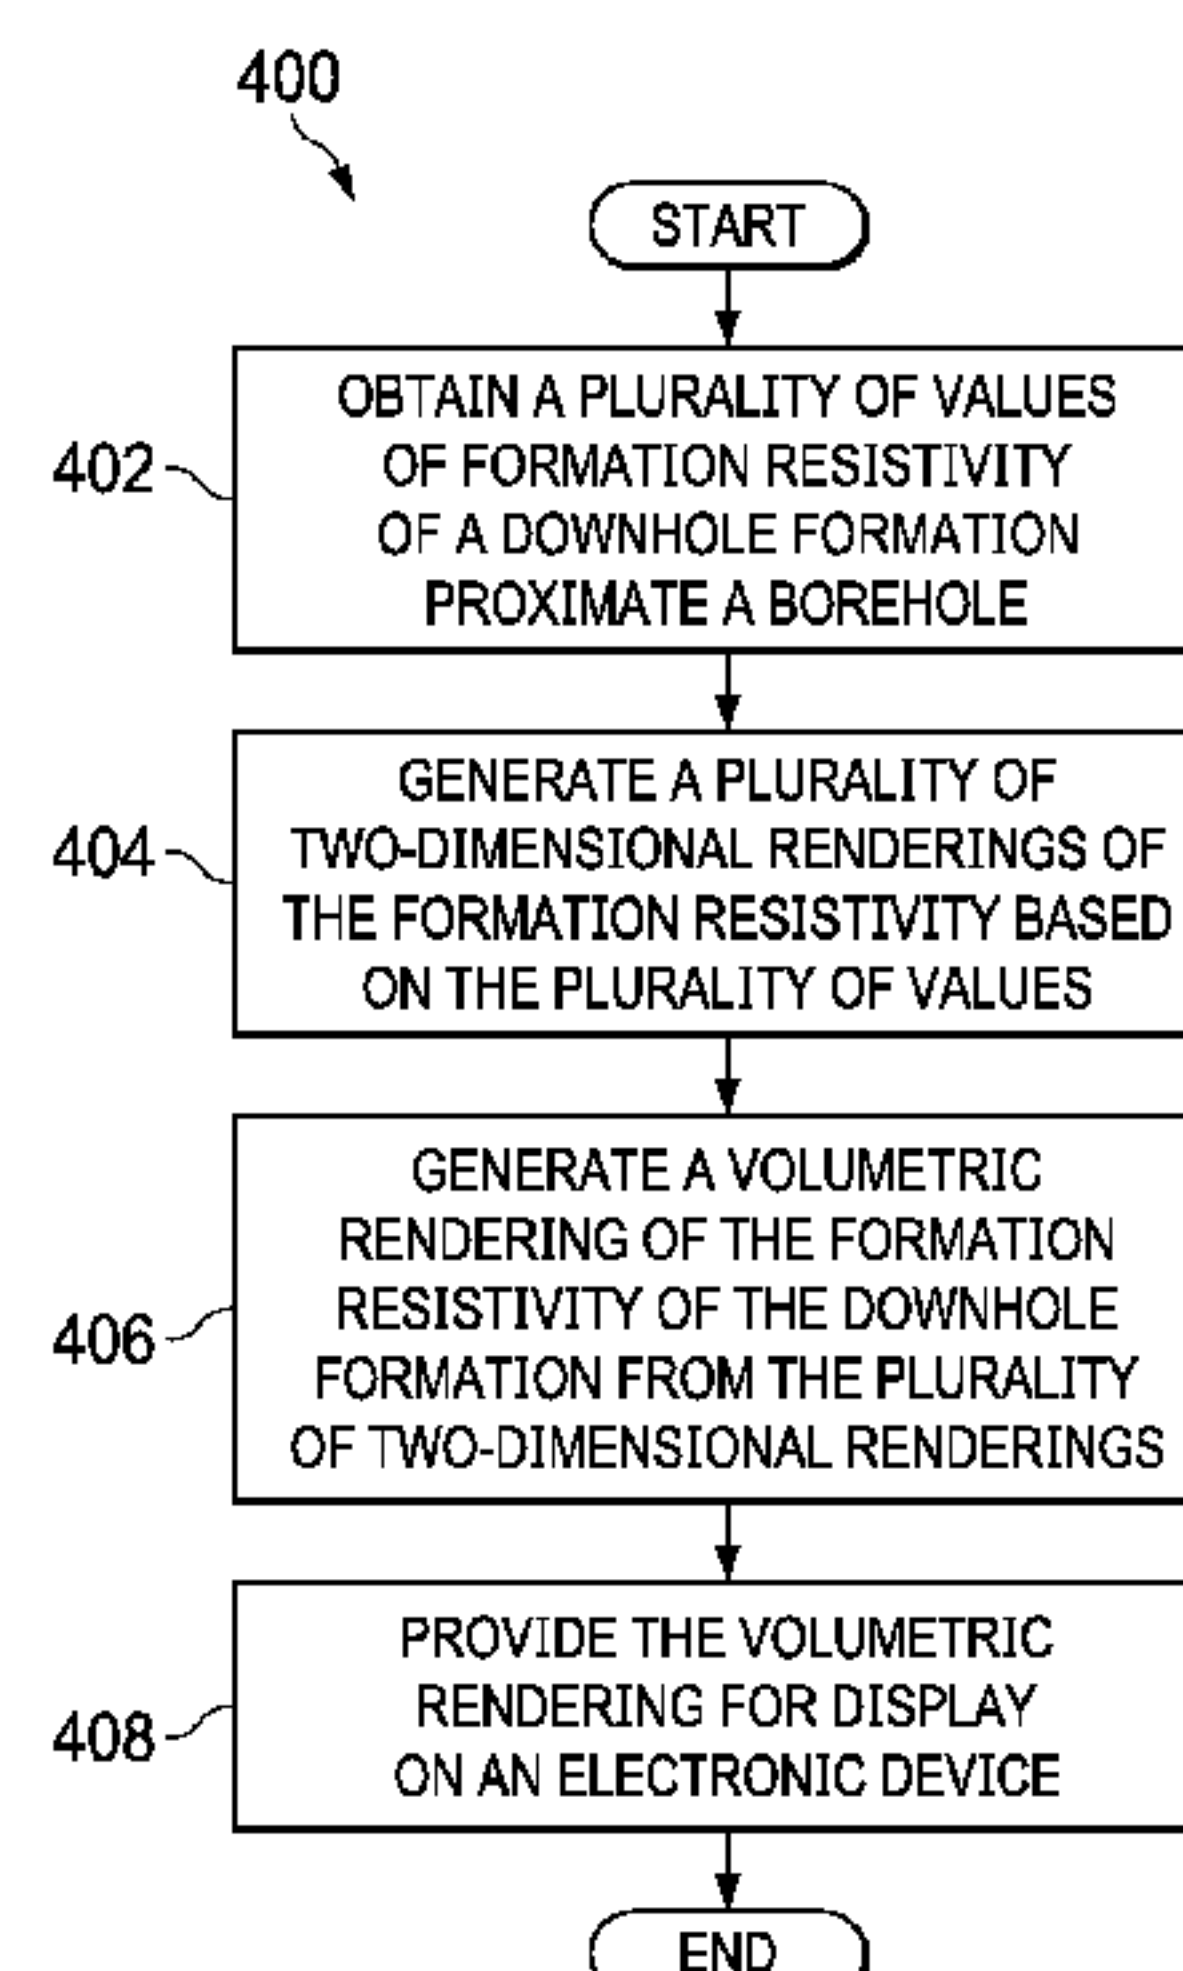 400
START
402
OBTAIN A PLURALITY OF VALUES
OF FORMATION RESISTIVITY
OF A DOWNHOLE FORMATION
PROXIMATE A BOREHOLE
404
GENERATE A PLURALITY OF
TWO-DIMENSIONAL RENDERINGS OF
THE FORMATION RESISTIVITY BASED
ON THE PLURALITY OF VALUES
406
GENERATE A VOLUMETRIC
RENDERING OF THE FORMATION
RESISTIVITY OF THE DOWNHOLE
FORMATION FROM THE PLURALITY
OF TWO-DIMENSIONAL RENDERINGS
408
PROVIDE THE VOLUMETRIC
RENDERING FOR DISPLAY
ON AN ELECTRONIC DEVICE
END